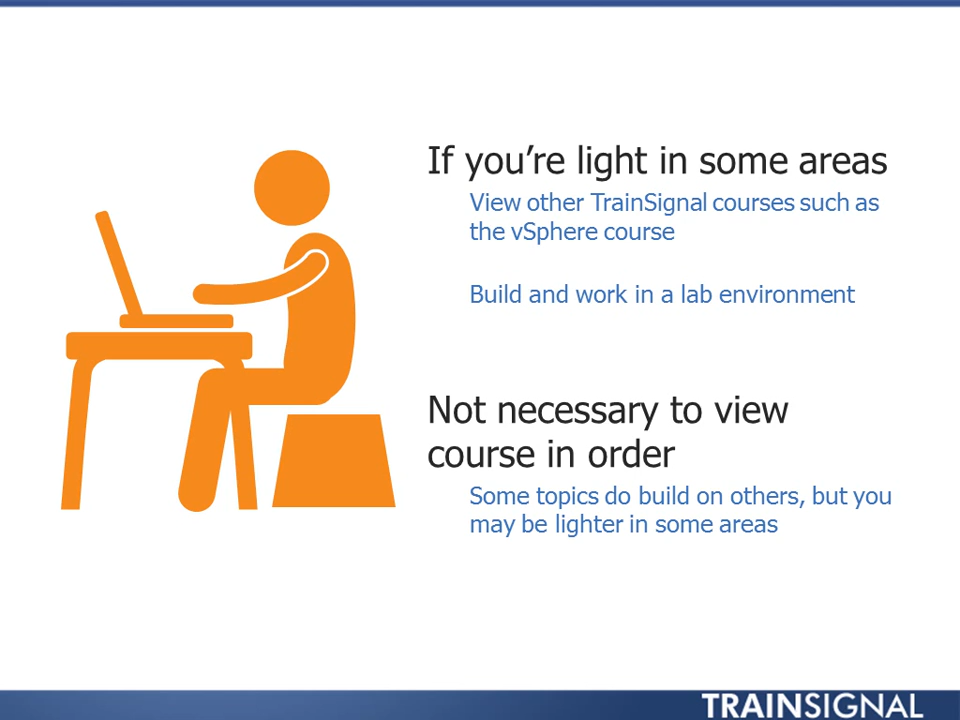 If you’re light in some areas
View other TrainSignal courses such as
the vSphere course
Build and work in a lab environment
Not necessary to view
course in order
Some topics do build on others, but you
may be lighter in some areas
TRAINSIGNAL